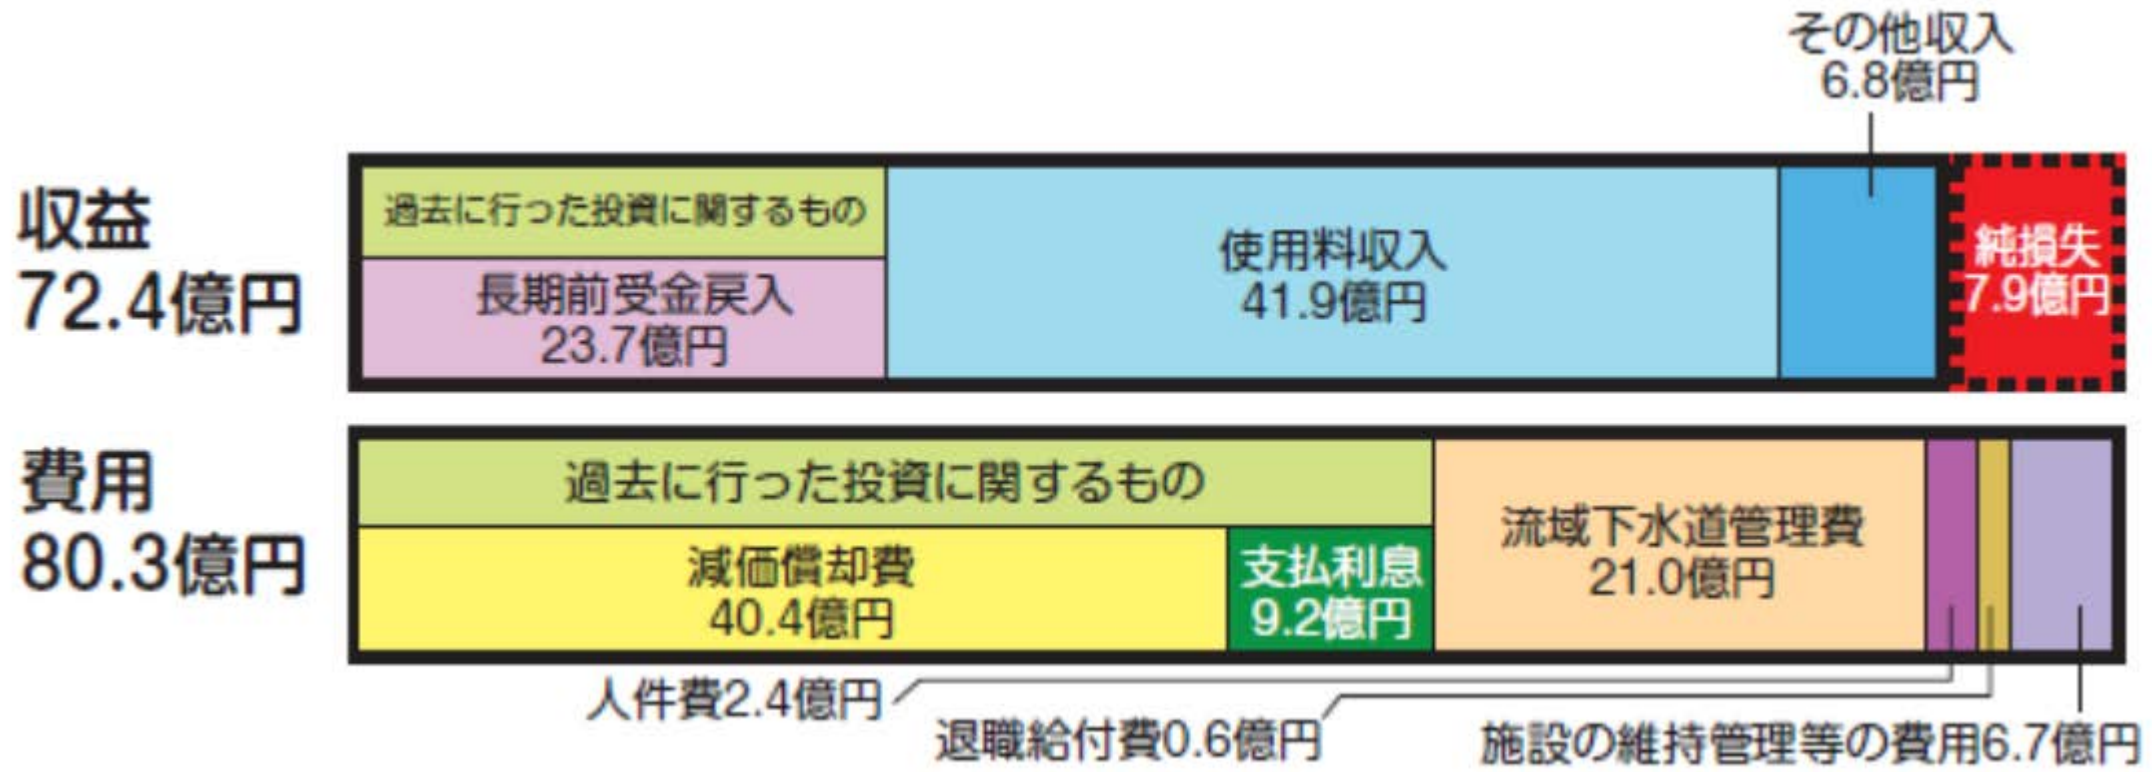 その他収入
6.8億円
収益
72.4億円
過去に行った投資に関するもの
長期前受金戻入
23.7億円
使用料収入
41.9億円
純損失
7.9億円
費用
80.3億円
過去に行った投資に関するもの
減価償却費
40.4億円
支払利息
9.2億円
流域下水道管理費
21.0億円
人件費2.4億円
退職給付費0.6億円
施設の維持管理等の費用6.7億円